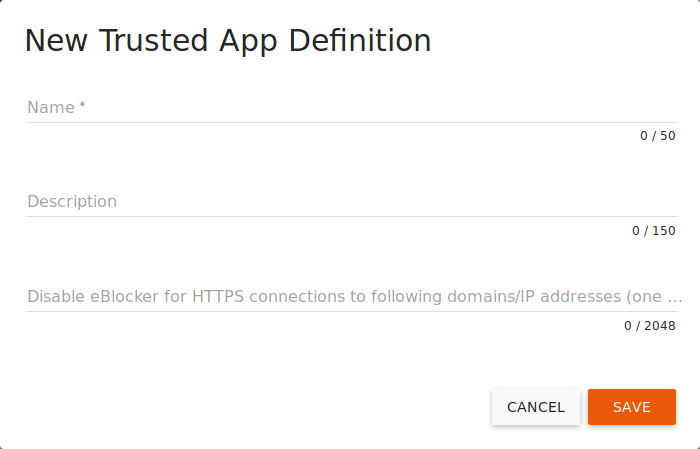 New Trusted App Definition
Name *
0 / 50
Description
0 / 150
Disable eBlocker for HTTPS connections to following domains/IP addresses (one ...
0 / 2048
CANCEL SAVE